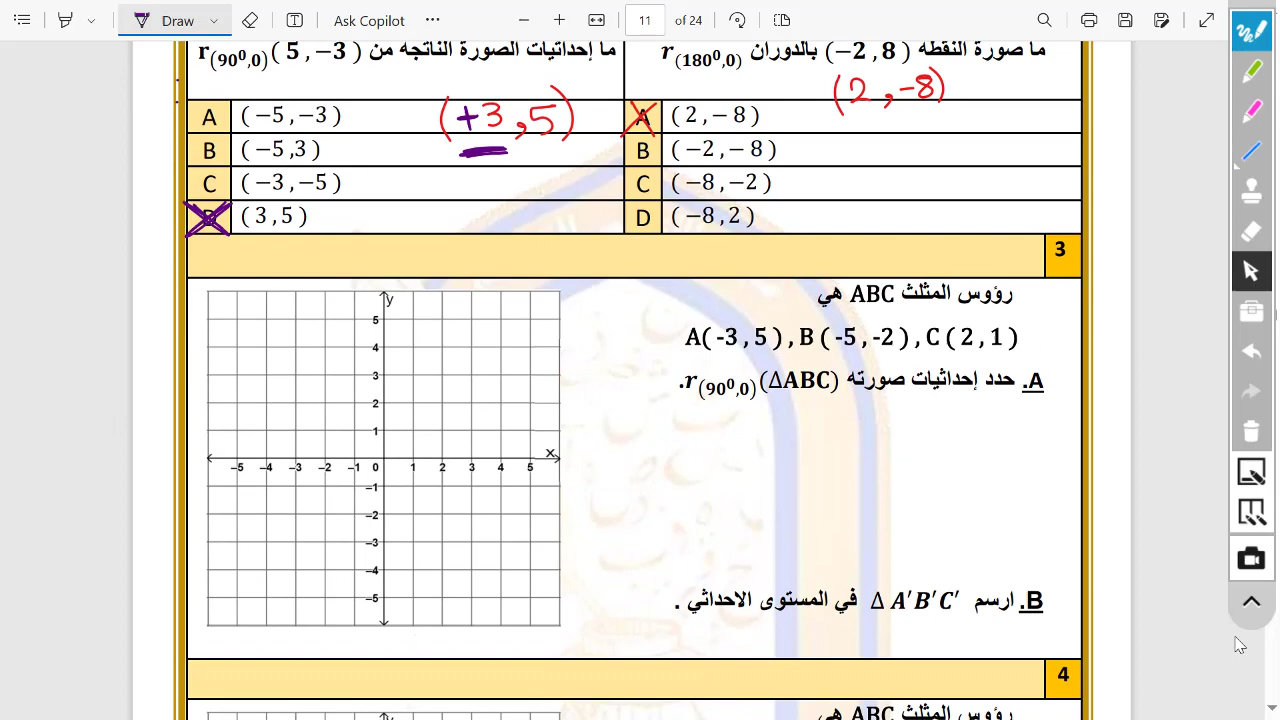 Draw
Ask Copilot
11 of 24
ما صورة النقطه ( −2 , 8 ) بالدوران r(180⁰,0)
(2 , -8)
A ( 2 , − 8 )
B ( −2 , − 8 )
C ( −8 , −2 )
D ( −8 , 2 )
ما إحداثيات الصورة الناتجه من r(90⁰,0)( 5 , −3 )
(+3 , 5)
A ( −5 , −3 )
B ( −5 ,3 )
C ( −3 , −5 )
D ( 3 , 5 )
3
رؤوس المثلث ABC هي
A( -3 , 5 ) , B ( -5 , -2 ) , C ( 2 , 1 )
A. حدد إحداثيات صورته r(90⁰,0)(ΔABC).
B. ارسم Δ A′B′C′ في المستوى الاحداثي .
y
5
4
3
2
1
x
−5 −4 −3 −2 −1 0 1 2 3 4 5
−1
−2
−3
−4
−5
4
رؤوس المثلث ABC هي
y